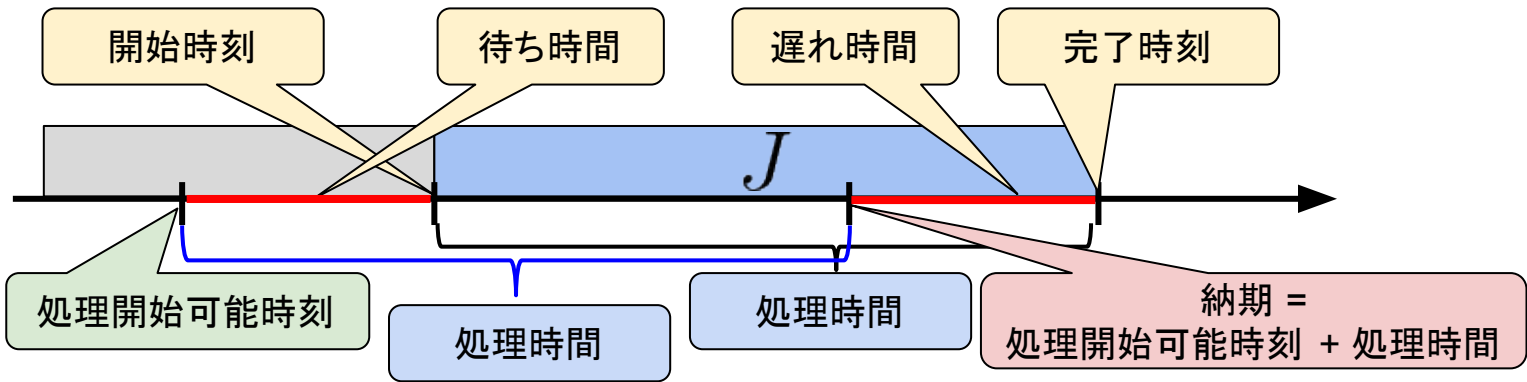 開始時刻
待ち時間
遅れ時間
完了時刻
J
処理開始可能時刻
処理時間
処理時間
納期 =
処理開始可能時刻 + 処理時間